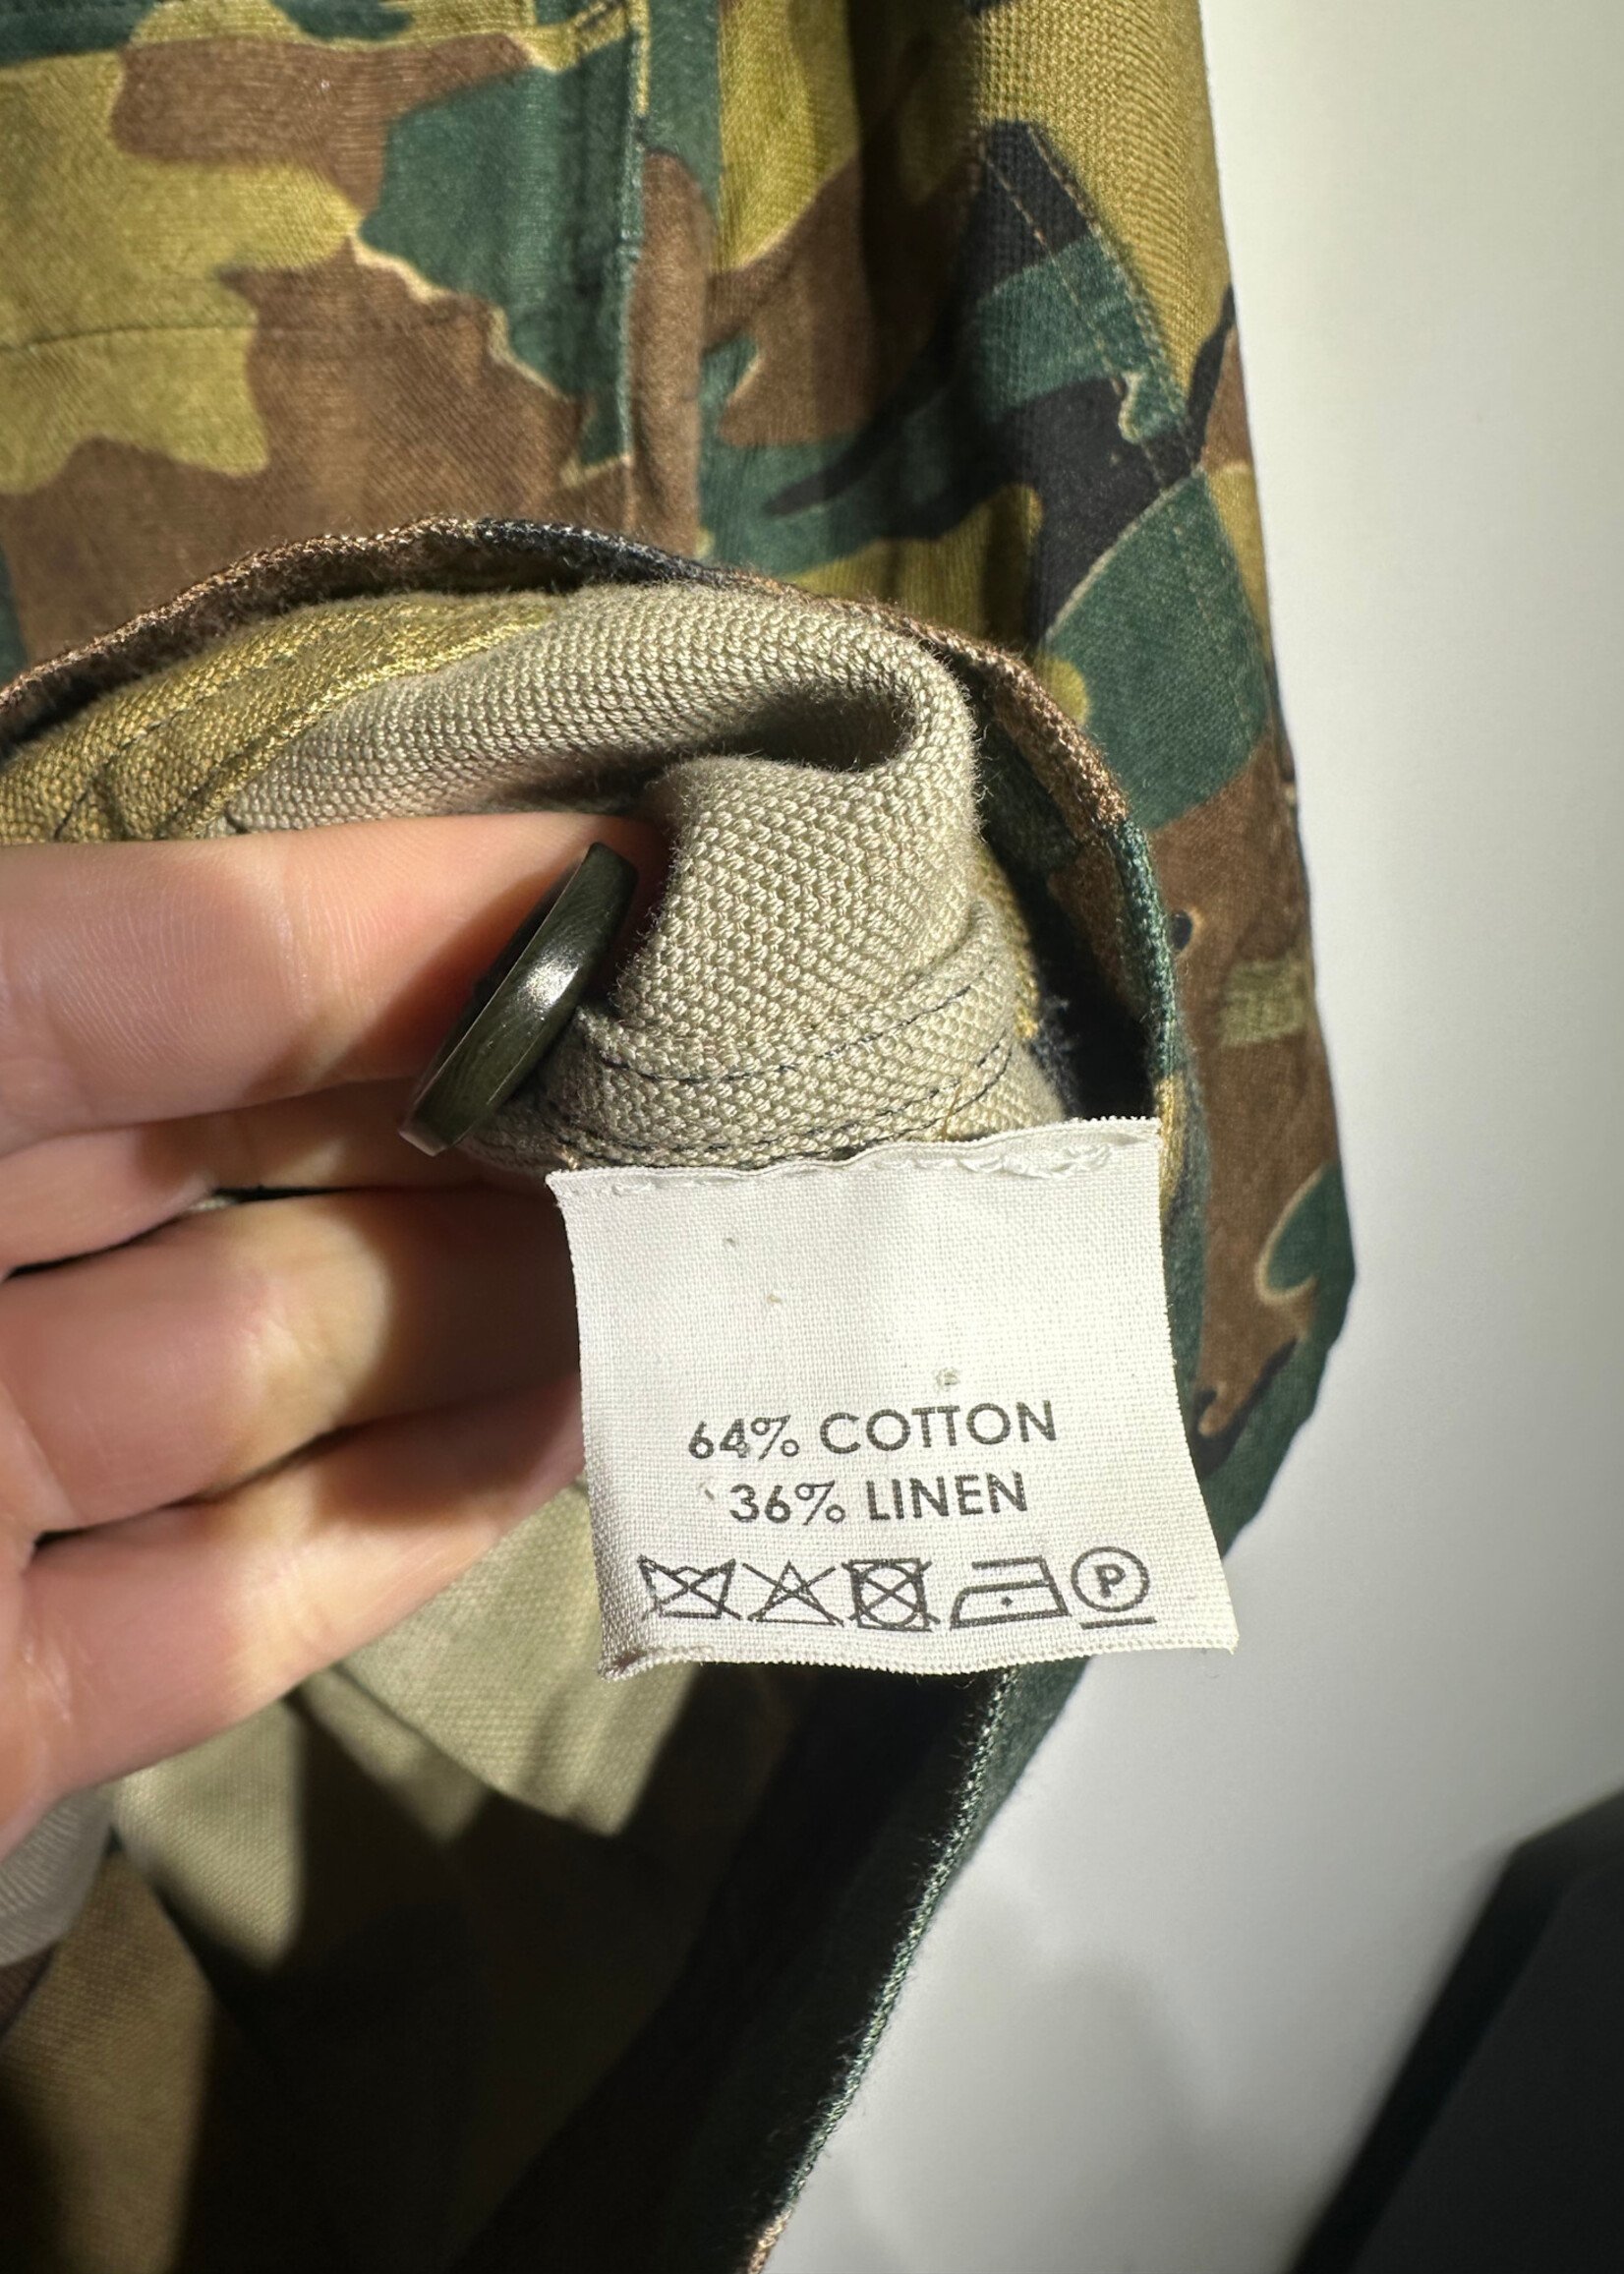 64% COTTON
36% LINEN
P